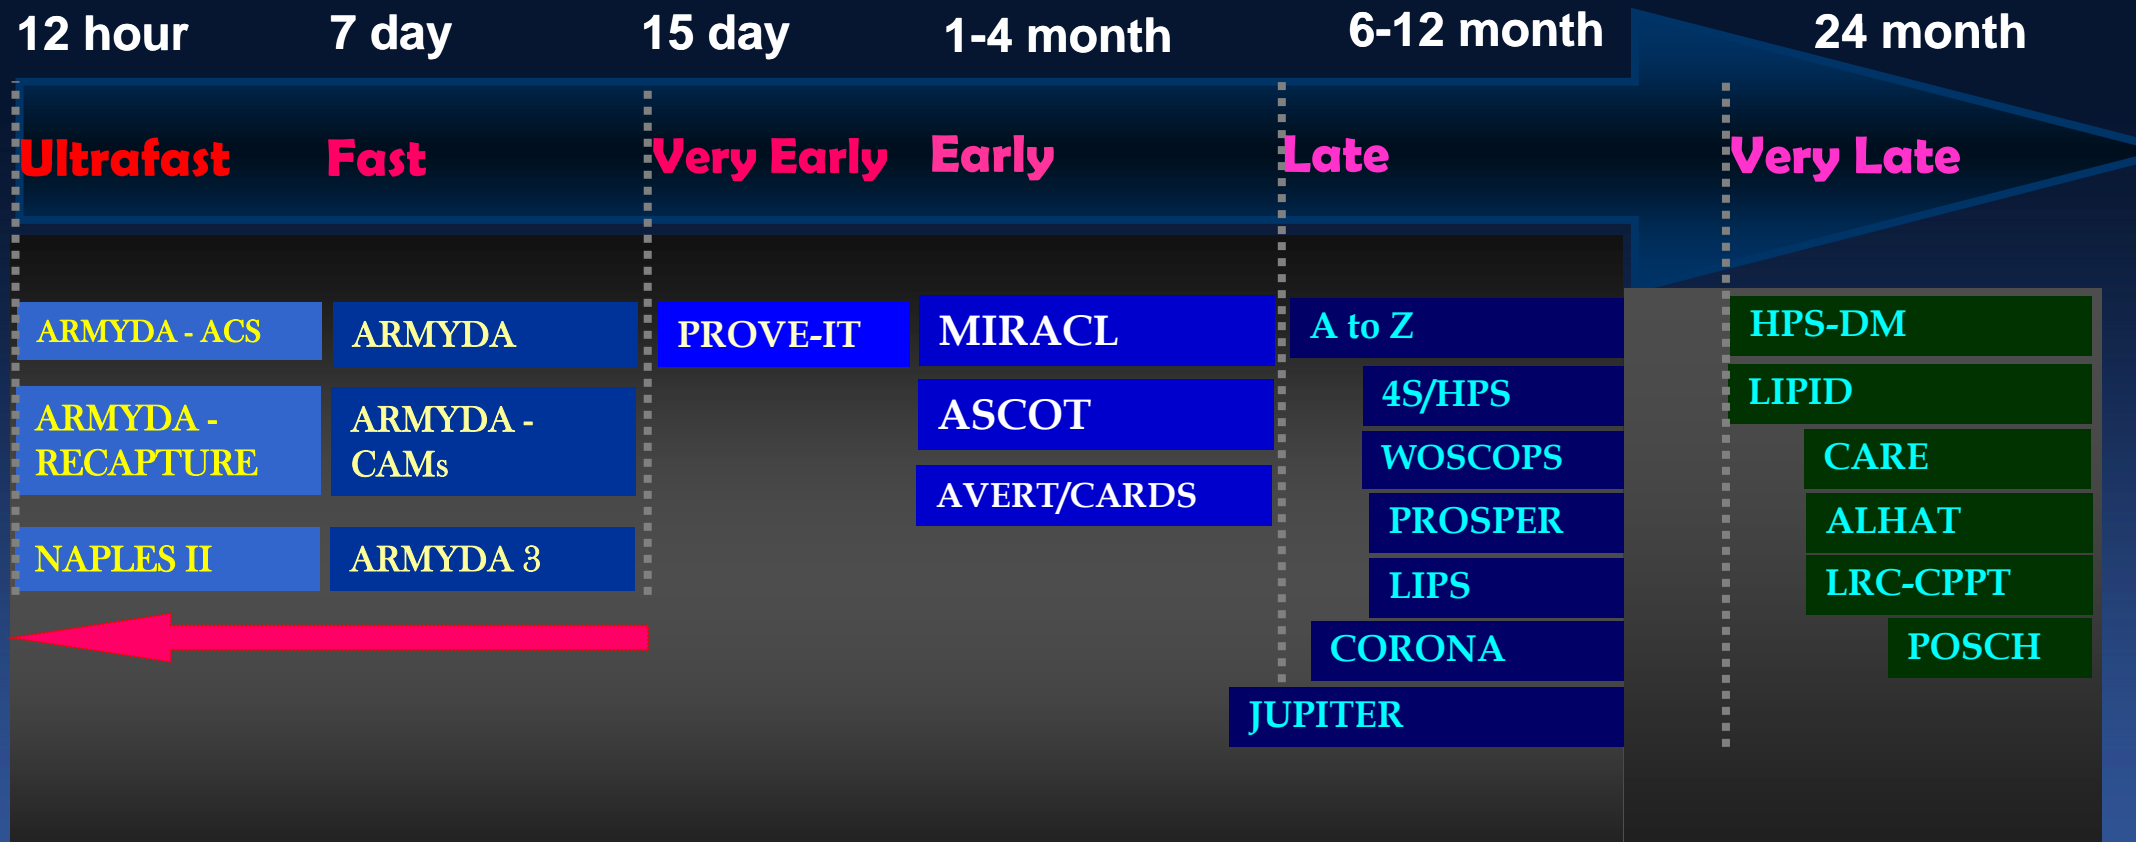 12 hour
7 day
15 day
1-4 month
6-12 month
24 month
Ultrafast
Fast
Very Early
Early
Late
Very Late
ARMYDA - ACS
ARMYDA -
RECAPTURE
NAPLES II
ARMYDA
ARMYDA -
CAMs
ARMYDA 3
PROVE-IT
MIRACL
ASCOT
AVERT/CARDS
A to Z
4S/HPS
WOSCOPS
PROSPER
LIPS
CORONA
JUPITER
HPS-DM
LIPID
CARE
ALHAT
LRC-CPPT
POSCH